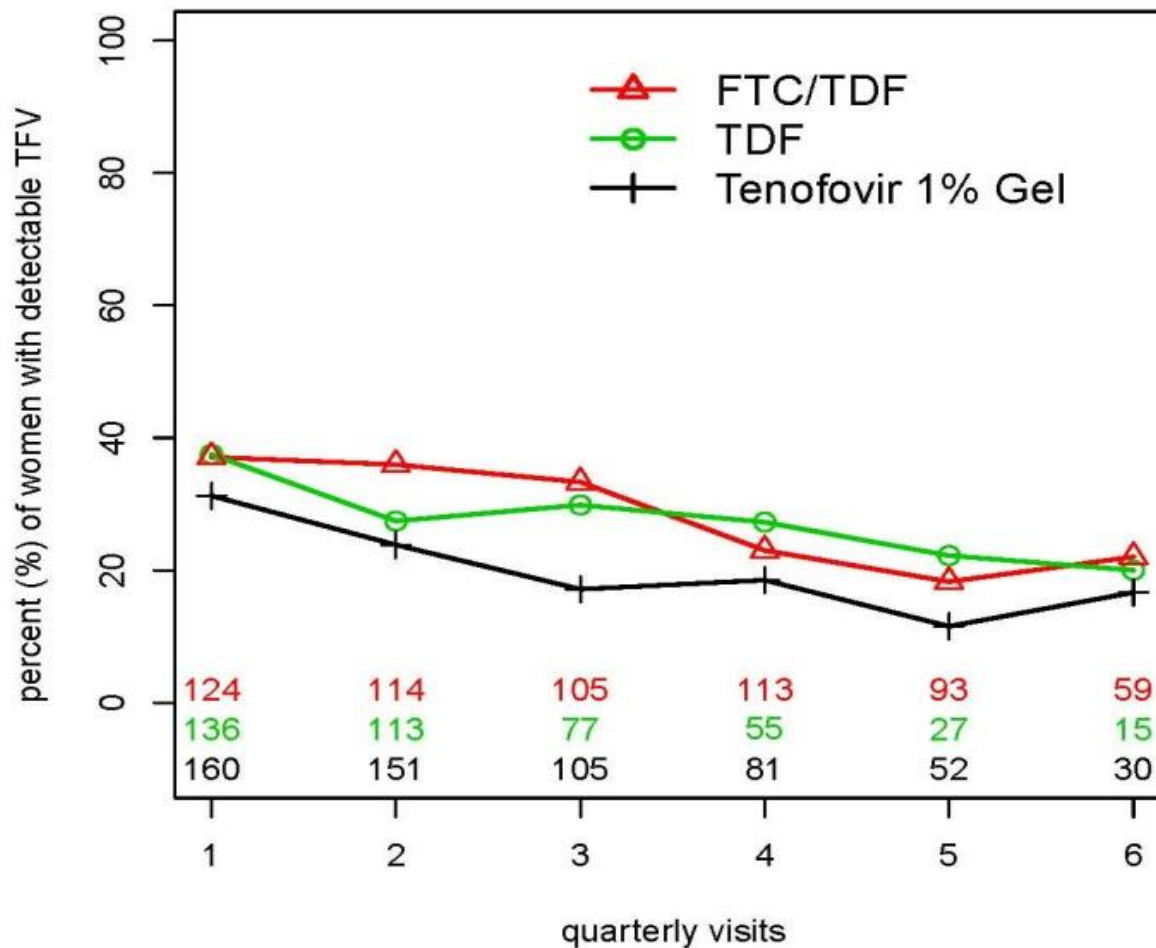 percent (%) of women with detectable TFV
100
80
60
40
20
0
FTC/TDF
TDF
Tenofovir 1% Gel
124 114 105 113 93 59
136 113 77 55 27 15
160 151 105 81 52 30
1 2 3 4 5 6
quarterly visits